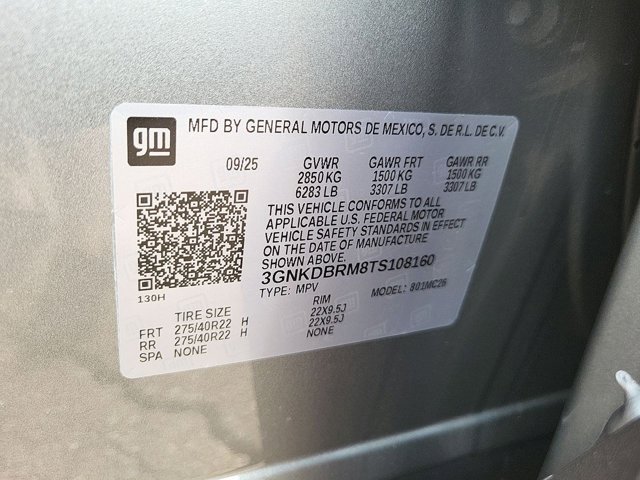 gm MFD BY GENERAL MOTORS DE MEXICO, S. DE R.L. DE C.V.
09/25 GVWR GAWR FRT GAWR RR
2850 KG 1500 KG 1500 KG
6283 LB 3307 LB 3307 LB
THIS VEHICLE CONFORMS TO ALL
APPLICABLE U.S. FEDERAL MOTOR
VEHICLE SAFETY STANDARDS IN EFFECT
ON THE DATE OF MANUFACTURE
SHOWN ABOVE.
3GNKDBRM8TS108160
TYPE: MPV MODEL: 801MC26
130H
TIRE SIZE RIM
FRT 275/40R22 H 22X9.5J
RR 275/40R22 H 22X9.5J
SPA NONE NONE